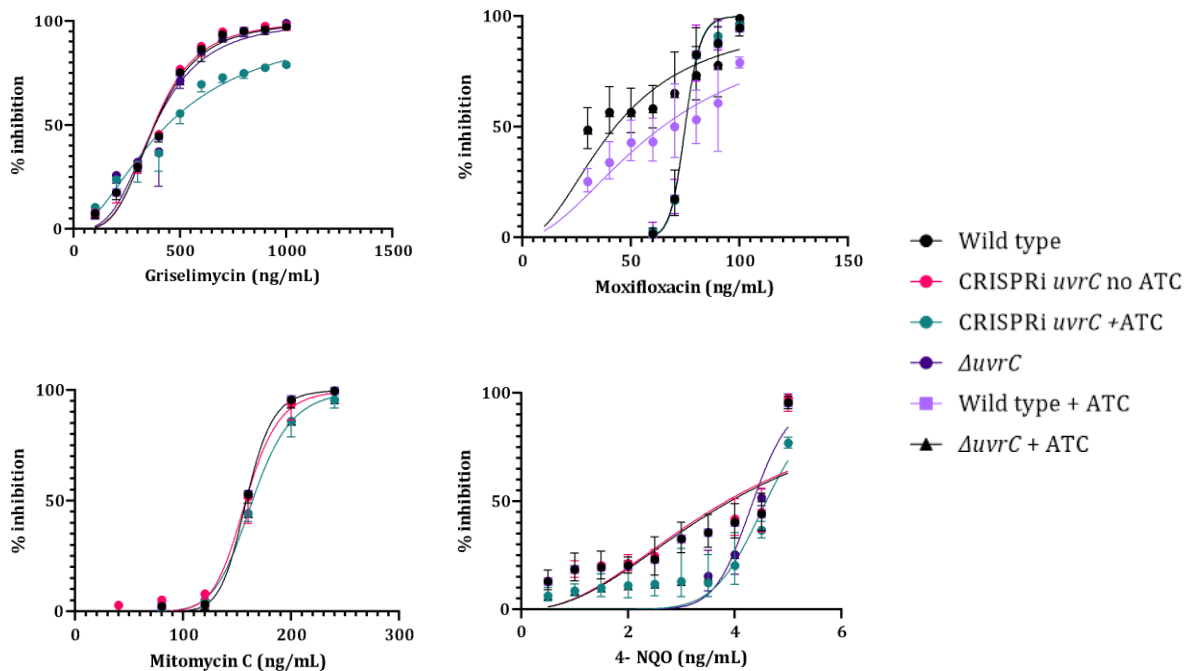 100
50
0
0
500
1000
1500
% inhibition
Griselimycin (ng/mL)
100
50
0
0
50
100
150
% inhibition
Moxifloxacin (ng/mL)
100
50
0
0
100
200
300
% inhibition
Mitomycin C (ng/mL)
100
50
0
0
2
4
6
% inhibition
4- NQO (ng/mL)
Wild type
CRISPRi uvrC no ATC
CRISPRi uvrC +ATC
ΔuvrC
Wild type + ATC
ΔuvrC + ATC